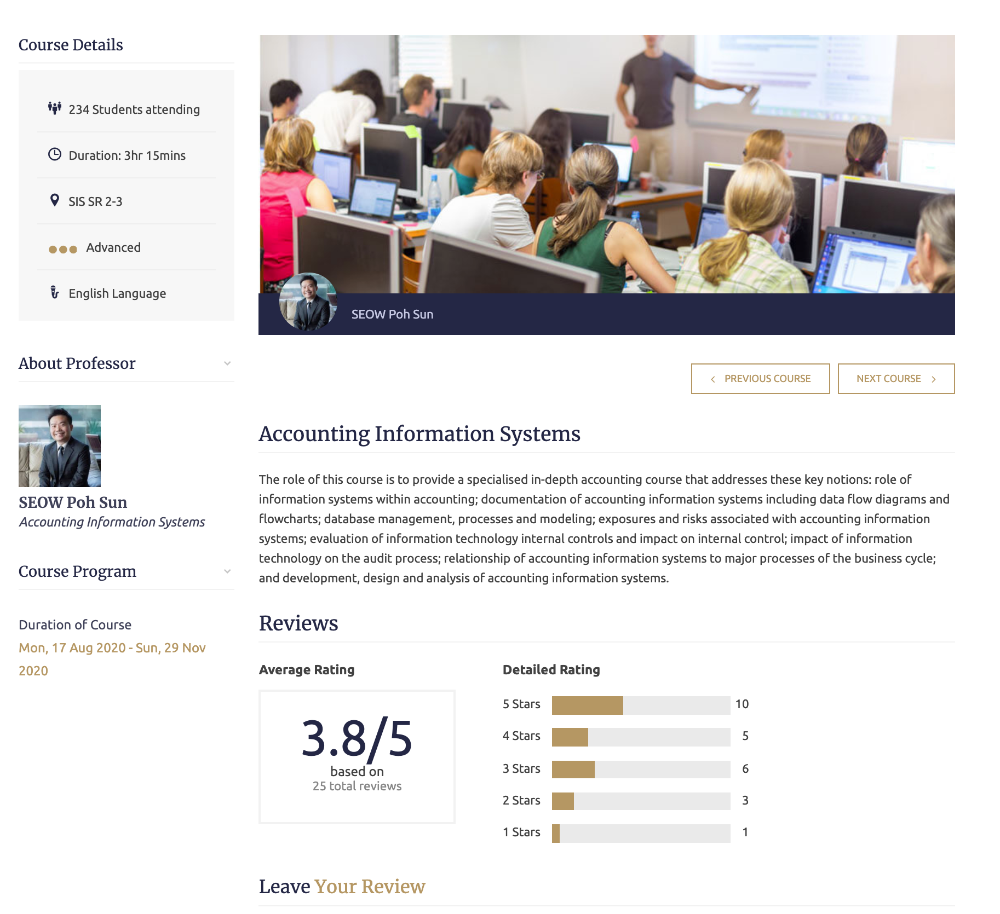 Course Details
234 Students attending
Duration: 3hr 15mins
SIS SR 2-3
Advanced
English Language
About Professor
SEOW Poh Sun
Accounting Information Systems
Course Program
Duration of Course
Mon, 17 Aug 2020 - Sun, 29 Nov
2020
SEOW Poh Sun
PREVIOUS COURSE
NEXT COURSE
Accounting Information Systems
The role of this course is to provide a specialised in-depth accounting course that addresses these key notions: role of
information systems within accounting; documentation of accounting information systems including data flow diagrams and
flowcharts; database management, processes and modeling; exposures and risks associated with accounting information
systems; evaluation of information technology internal controls and impact on internal control; impact of information
technology on the audit process; relationship of accounting information systems to major processes of the business cycle;
and development, design and analysis of accounting information systems.
Reviews
Average Rating
3.8/5
based on
25 total reviews
Detailed Rating
5 Stars 10
4 Stars 5
3 Stars 6
2 Stars 3
1 Stars 1
Leave Your Review